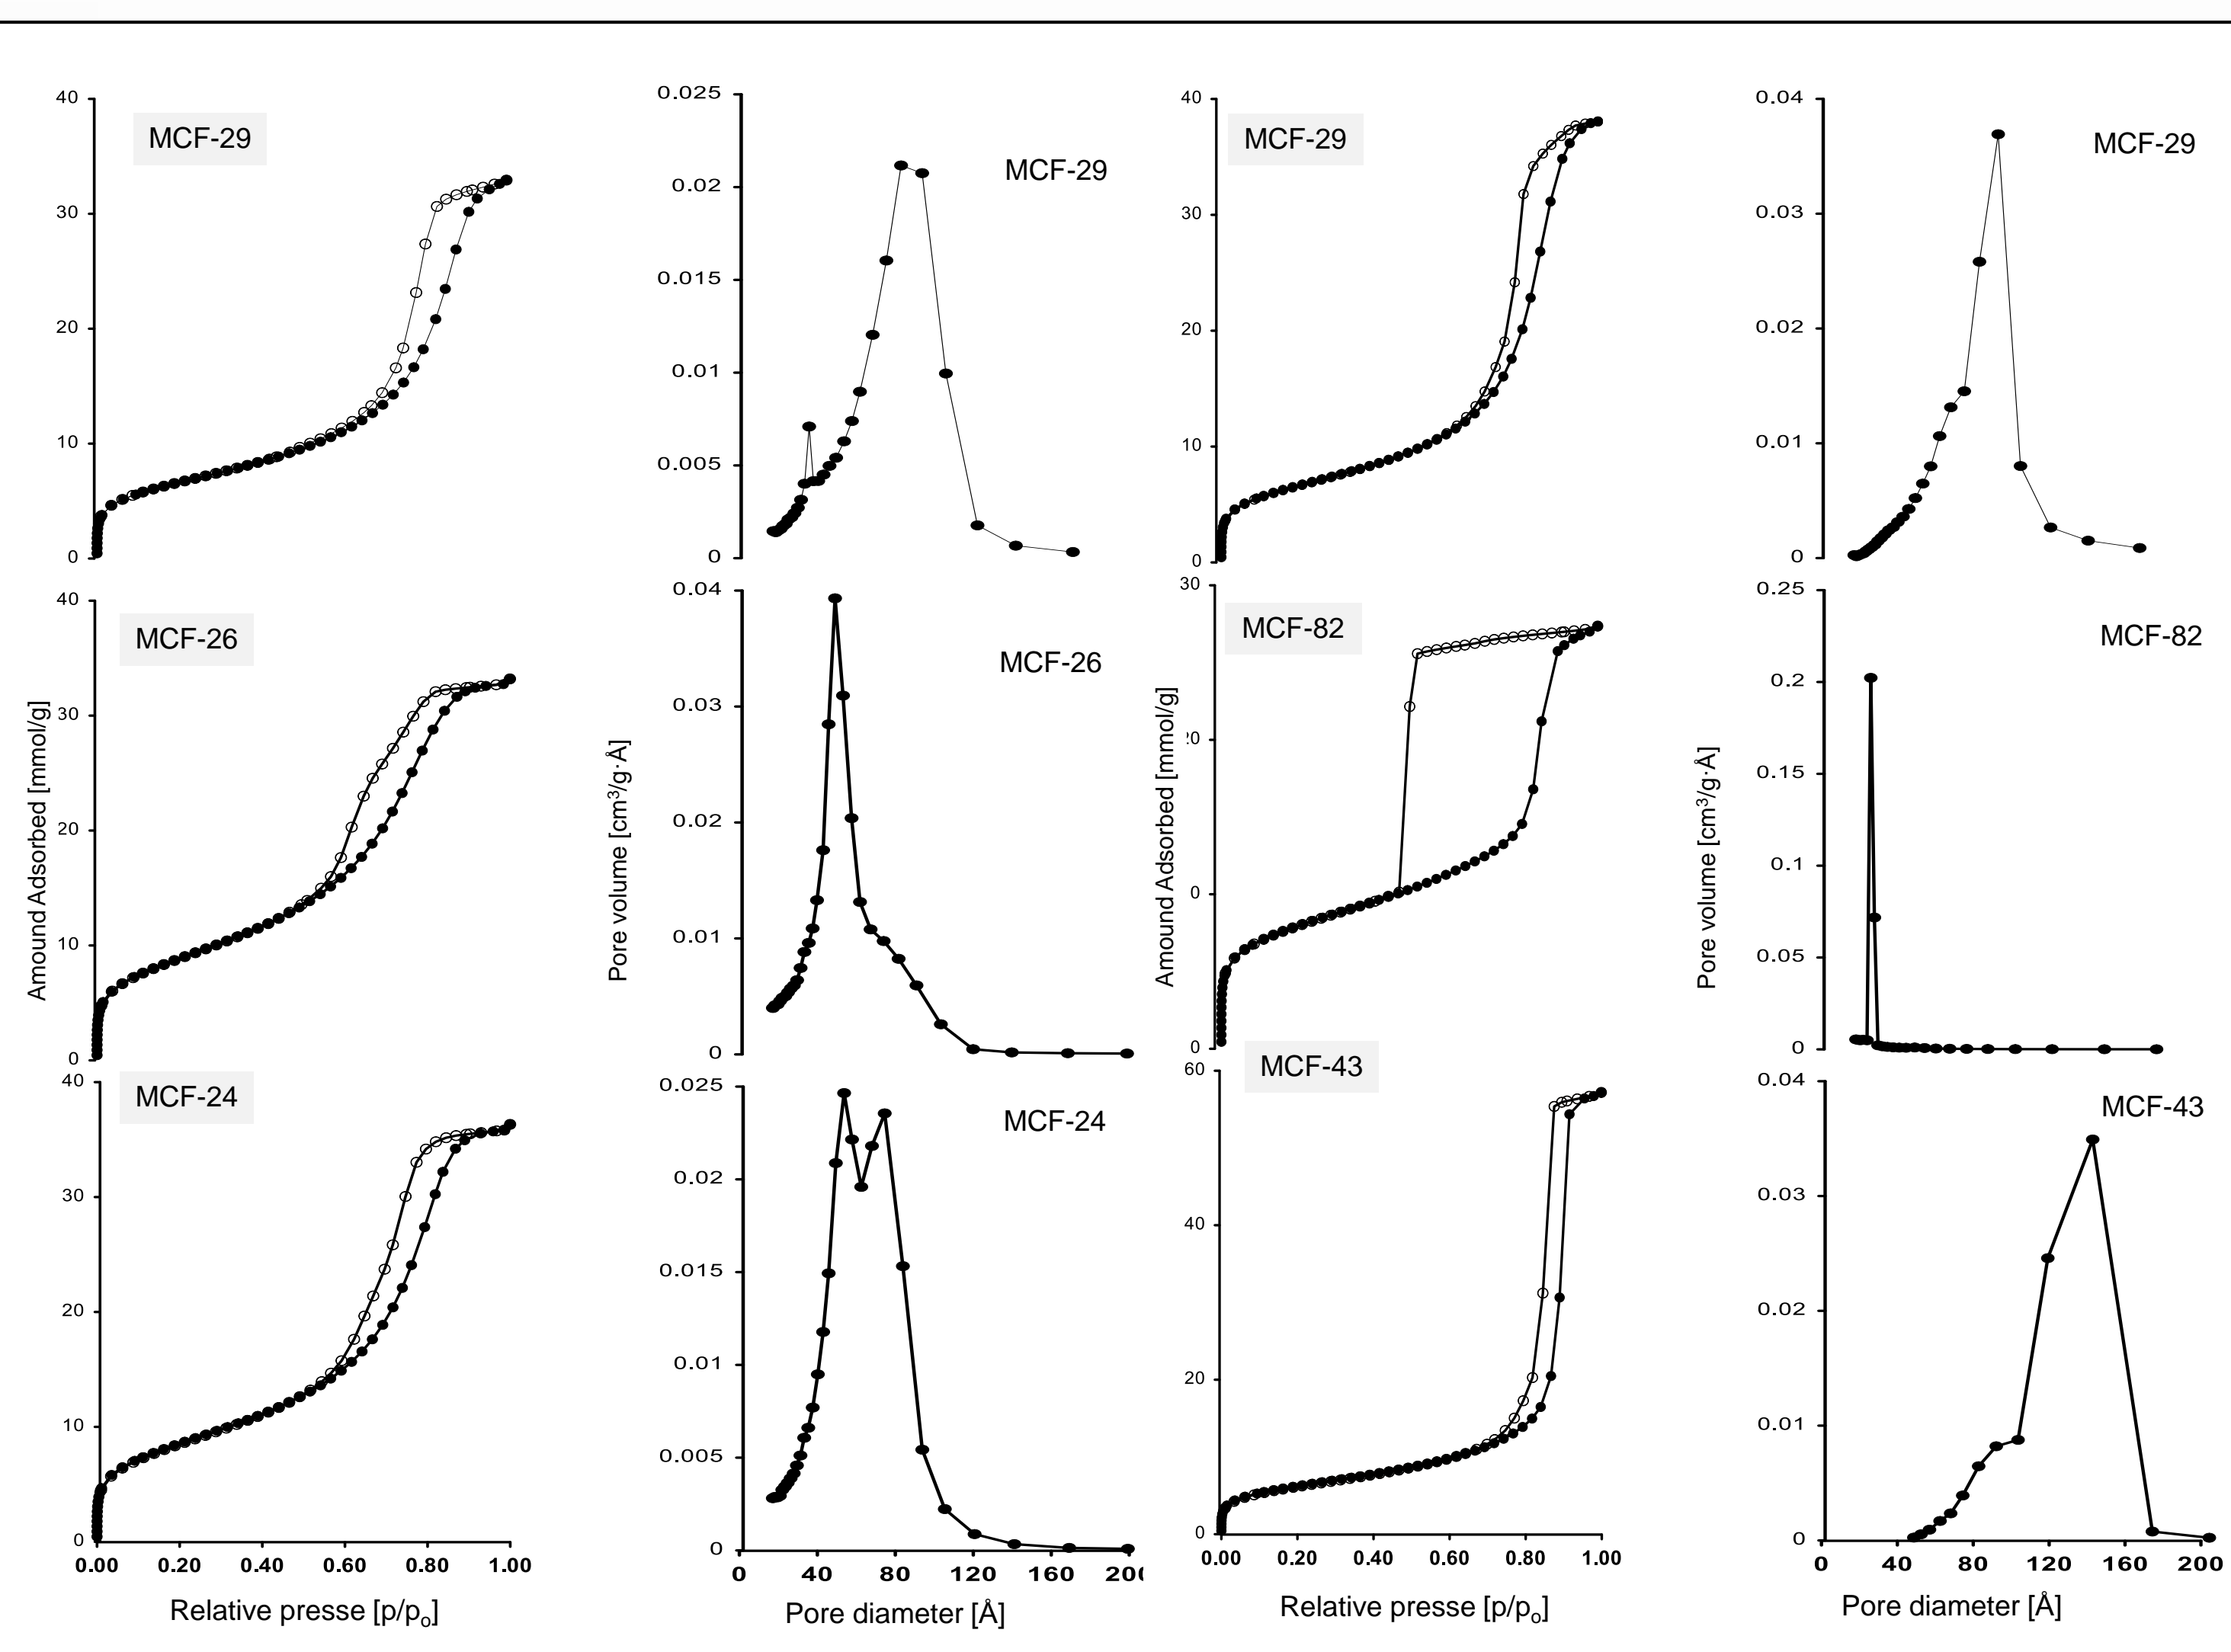 40
MCF-29
30
20
10
0
0.025
MCF-29
0.02
0.015
0.01
0.005
0
40
MCF-29
30
20
10
0
0.04
MCF-29
0.03
0.02
0.01
0
40
MCF-26
30
20
10
0
Amound Adsorbed [mmol/g]
0.04
MCF-26
0.03
0.02
0.01
0
Pore volume [cm³/g·Å]
30
MCF-82
20
0
0
Amound Adsorbed [mmol/g]
0.25
MCF-82
0.2
0.15
0.1
0.05
0
Pore volume [cm³/g·Å]
40
MCF-24
30
20
10
0
0.00 0.20 0.40 0.60 0.80 1.00
Relative presse [p/pₒ]
0.025
MCF-24
0.02
0.015
0.01
0.005
0
0 40 80 120 160
Pore diameter [Å]
60
MCF-43
40
20
0
0.00 0.20 0.40 0.60 0.80 1.00
Relative presse [p/pₒ]
0.04
MCF-43
0.03
0.02
0.01
0
0 40 80 120 160 200
Pore diameter [Å]